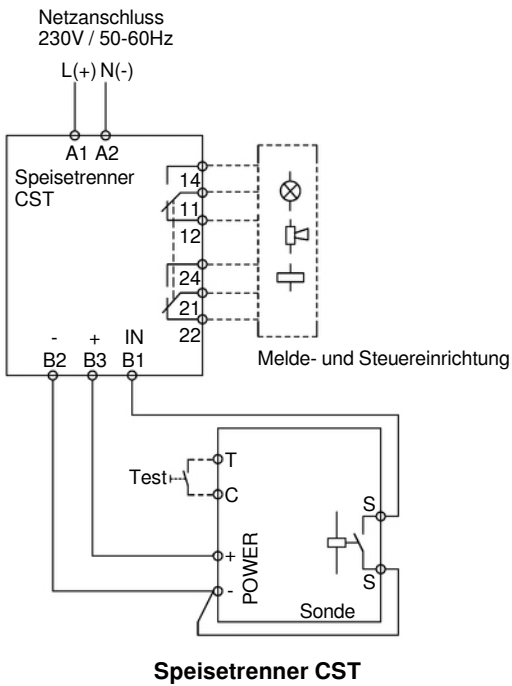 Netzanschluss
230V / 50-60Hz
L(+) N(-)
A1 A2
Speisetrenner
CST
14
11
12
24
21
22
- + IN
B2 B3 B1
Melde- und Steuereinrichtung
Test
T
C
S
+
-
POWER
S
Sonde
Speisetrenner CST